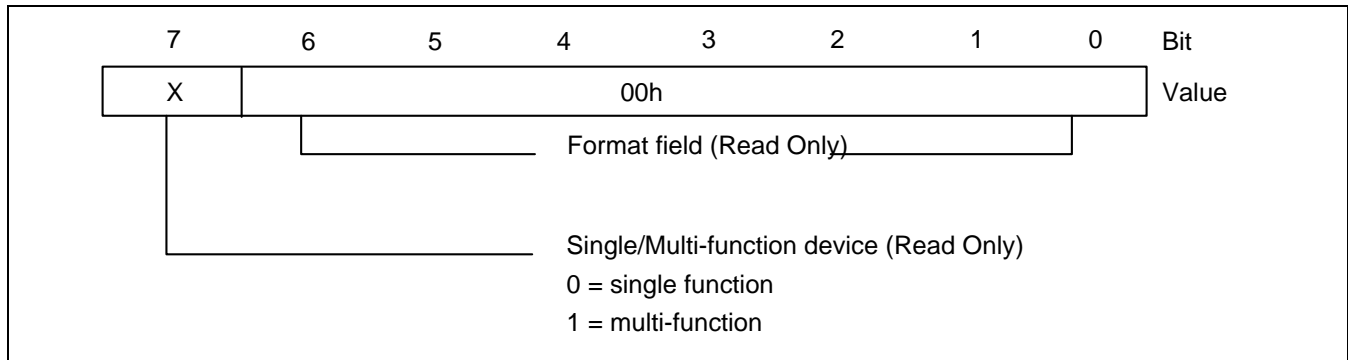 7 6 5 4 3 2 1 0 Bit
X 00h Value
Format field (Read Only)
Single/Multi-function device (Read Only)
0 = single function
1 = multi-function